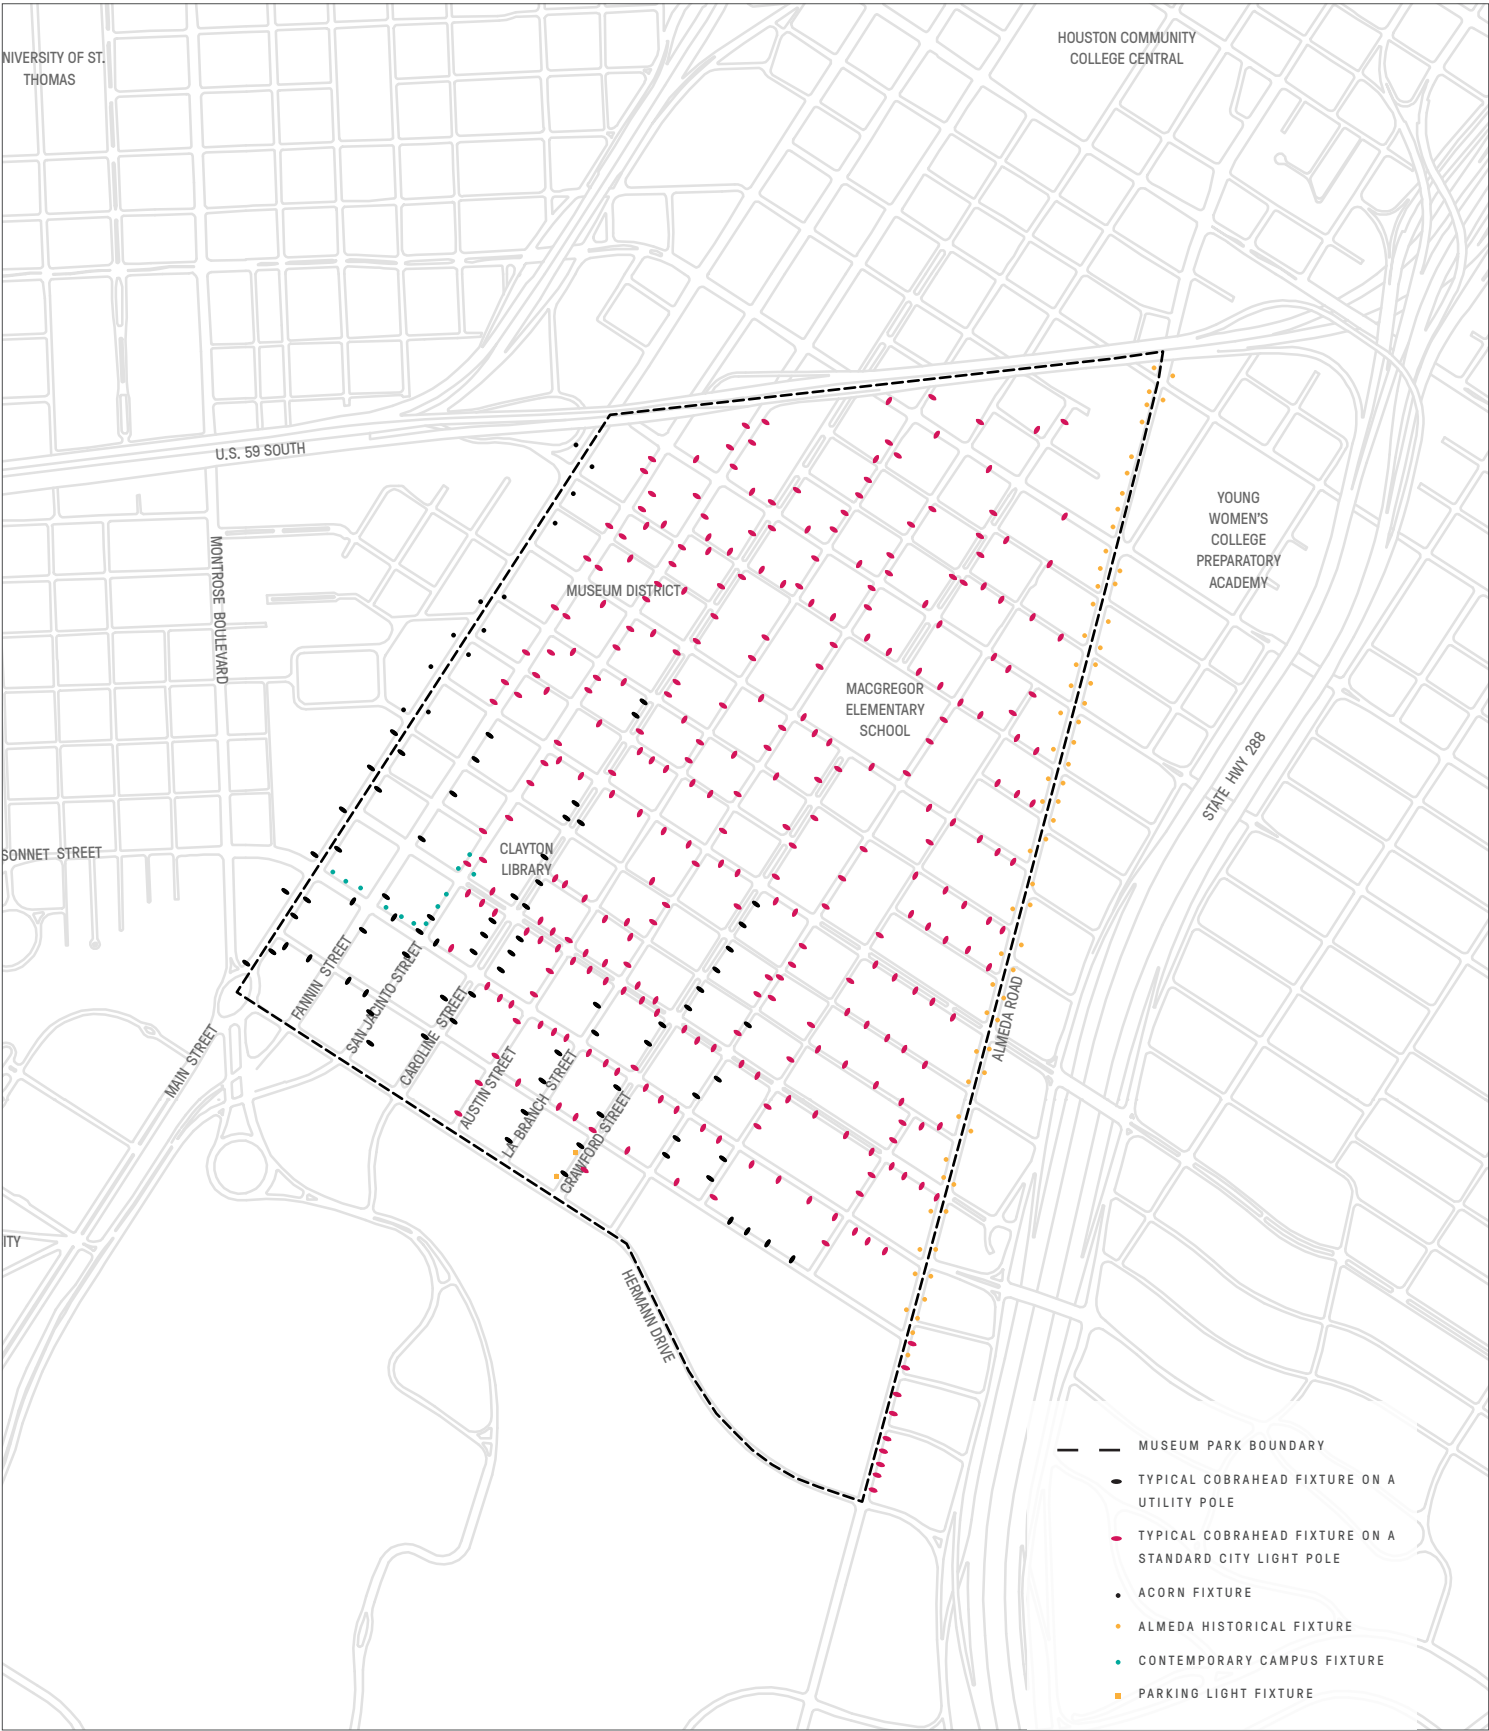 NIVERSITY OF ST.
THOMAS
HOUSTON COMMUNITY
COLLEGE CENTRAL
U.S. 59 SOUTH
YOUNG
WOMEN'S
COLLEGE
PREPARATORY
ACADEMY
MONTROSE BOULEVARD
MUSEUM DISTRICT
MACGREGOR
ELEMENTARY
SCHOOL
STATE HWY 288
SONNET STREET
CLAYTON
LIBRARY
FANNIN STREET
SAN JACINTO STREET
CAROLINE STREET
ALMEDA ROAD
MAIN STREET
AUSTIN STREET
LA BRANCH STREET
CRAWFORD STREET
ITY
HERMANN DRIVE
MUSEUM PARK BOUNDARY
TYPICAL COBRAHEAD FIXTURE ON A
UTILITY POLE
TYPICAL COBRAHEAD FIXTURE ON A
STANDARD CITY LIGHT POLE
ACORN FIXTURE
ALMEDA HISTORICAL FIXTURE
CONTEMPORARY CAMPUS FIXTURE
PARKING LIGHT FIXTURE